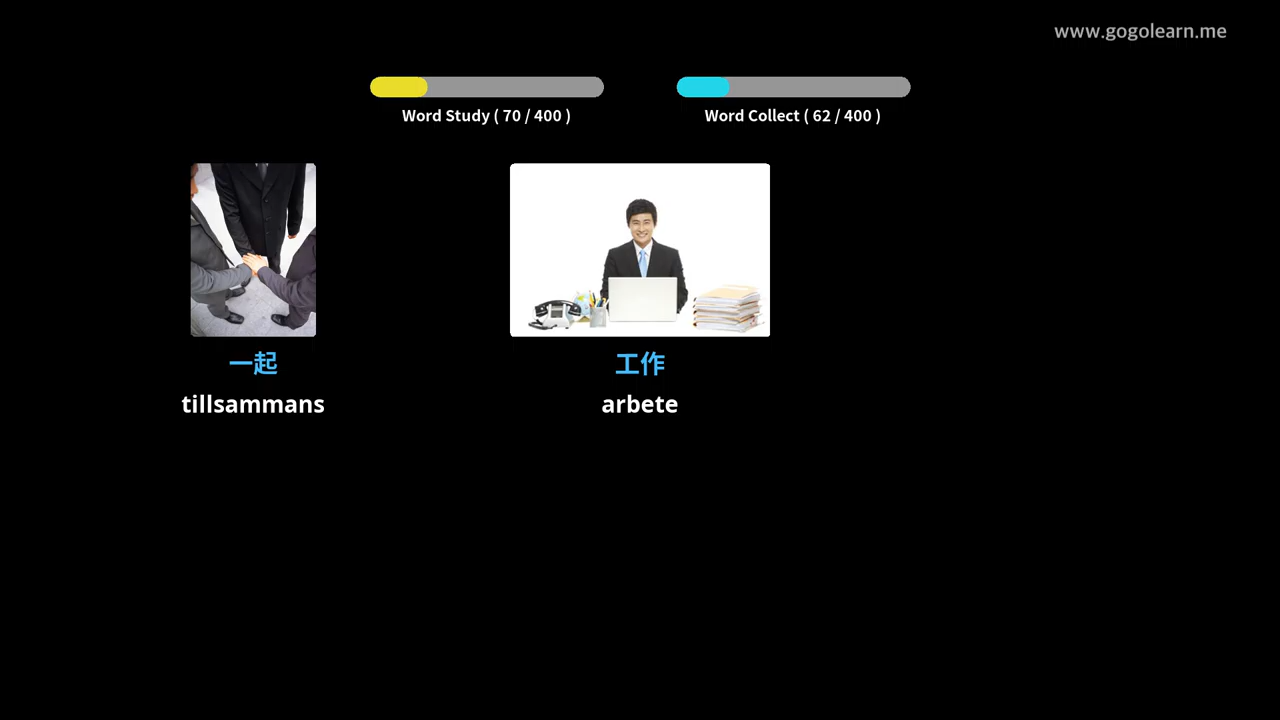 www.gogolearn.me
Word Study ( 70 / 400 )
Word Collect ( 62 / 400 )
一起
tillsammans
工作
arbete